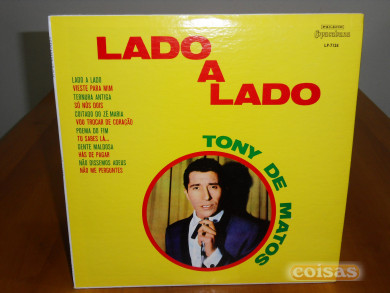 LADO
A
LADO
LP-7124
LADO A LADO
VIESTE PARA MIM
TERNURA ANTIGA
SÓ NÓS DOIS
COITADO DO ZÉ MARIA
VOU TROCAR DE CORAÇÃO
POEMA DO FIM
TU SABES LÁ...
GENTE MALDOSA
HÁS DE PAGAR
NÃO DISSEMOS ADEUS
NÃO ME PERGUNTES
TONY DE MATOS
coisas